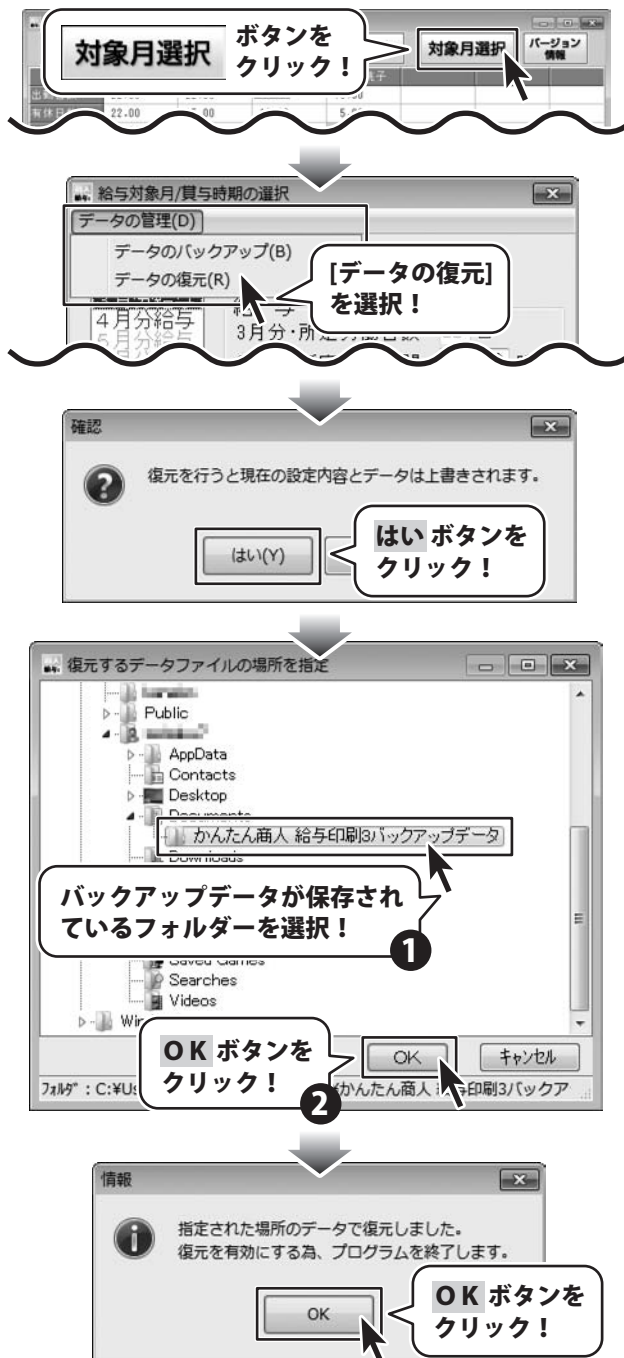 対象月選択
ボタンを
クリック！
対象月選択
バージョン
情報
22.00
5.00
給与対象月/賞与時期の選択
データの管理(D)
データのバックアップ(B)
データの復元(R)
[データの復元]
を選択！
4月分給与
確認
復元を行うと現在の設定内容とデータは上書きされます。
はい(Y)
はい ボタンを
クリック！
復元するデータファイルの場所を指定
Public
AppData
Contacts
Desktop
Documents
かんたん商人 給与印刷3バックアップデータ
Downloads
バックアップデータが保存され
ているフォルダーを選択！
1
Saved Games
Searches
Videos
OK ボタンを
クリック！
2
OK
キャンセル
ﾌｫﾙﾀﾞ : C:¥Us
かんたん商人 給与印刷3バックア
情報
指定された場所のデータで復元しました。
復元を有効にする為、プログラムを終了します。
OK
OK ボタンを
クリック！